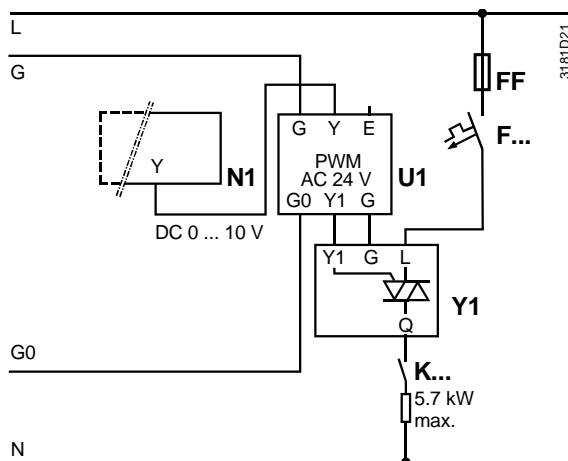 L
3181D21
G
FF
F...
G Y E
Y
N1
PWM
AC 24 V
U1
G0 Y1 G
DC 0 ... 10 V
Y1 G L
Y1
Q
G0
K...
5.7 kW
max.
N